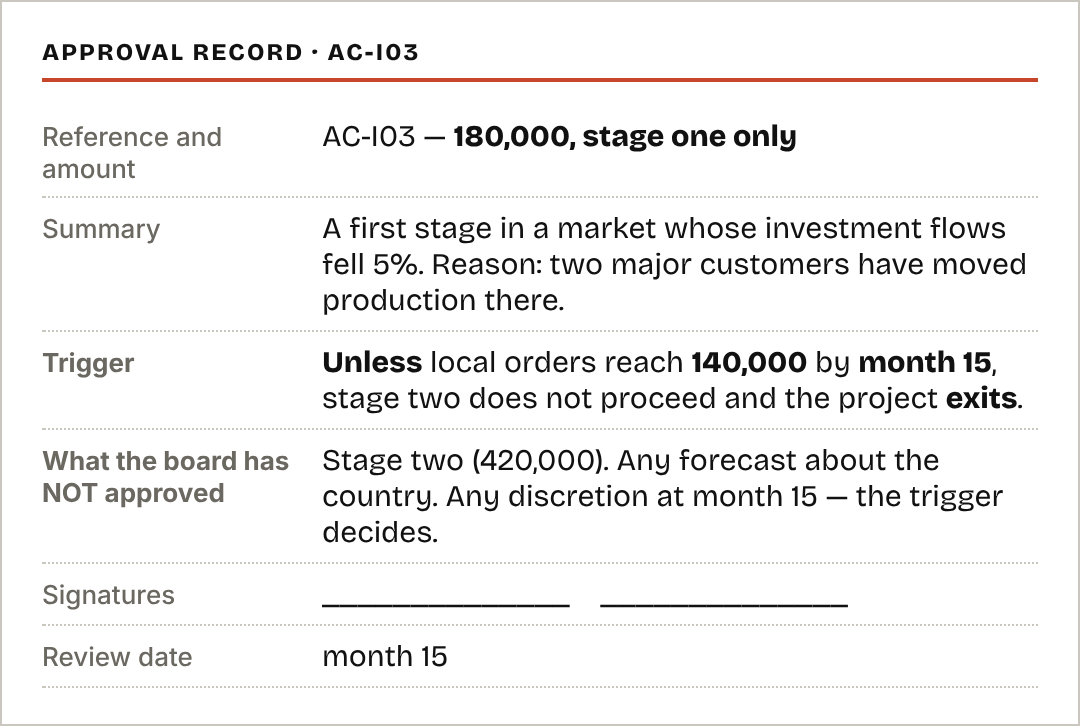 APPROVAL RECORD · AC-I03
Reference and
amount
AC-I03 — 180,000, stage one only
Summary
A first stage in a market whose investment flows
fell 5%. Reason: two major customers have moved
production there.
Trigger
Unless local orders reach 140,000 by month 15,
stage two does not proceed and the project exits.
What the board has
NOT approved
Stage two (420,000). Any forecast about the
country. Any discretion at month 15 — the trigger
decides.
Signatures
______________ ______________
Review date
month 15